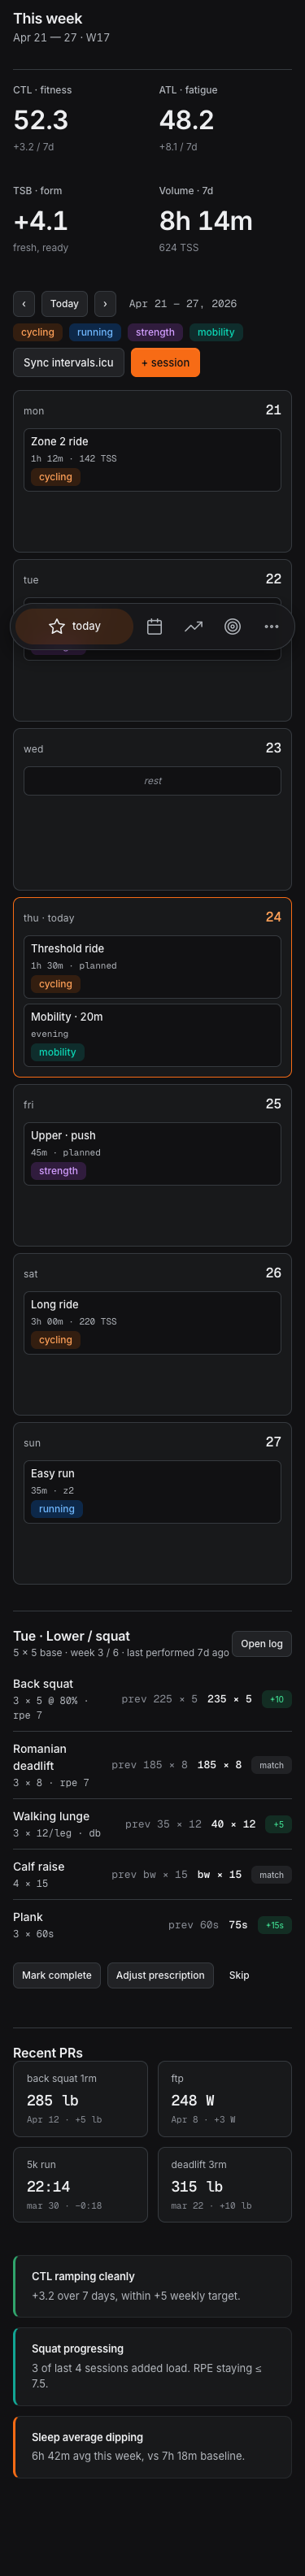 This week
Apr 21 — 27 · W17
CTL · fitness
ATL · fatigue
52.3
48.2
+3.2 / 7d
+8.1 / 7d
TSB · form
Volume · 7d
+4.1
8h 14m
fresh, ready
624 TSS
‹ Today › Apr 21 – 27, 2026
cycling running strength mobility
Sync intervals.icu + session
mon 21
Zone 2 ride
1h 12m · 142 TSS
cycling
tue 22
today
wed 23
rest
thu · today 24
Threshold ride
1h 30m · planned
cycling
Mobility · 20m
evening
mobility
fri 25
Upper · push
45m · planned
strength
sat 26
Long ride
3h 00m · 220 TSS
cycling
sun 27
Easy run
35m · z2
running
Tue · Lower / squat
5 × 5 base · week 3 / 6 · last performed 7d ago
Open log
Back squat
3 × 5 @ 80% ·
rpe 7
prev 225 × 5 235 × 5 +10
Romanian
deadlift
3 × 8 · rpe 7
prev 185 × 8 185 × 8 match
Walking lunge
3 × 12/leg · db
prev 35 × 12 40 × 12 +5
Calf raise
4 × 15
prev bw × 15 bw × 15 match
Plank
3 × 60s
prev 60s 75s +15s
Mark complete Adjust prescription Skip
Recent PRs
back squat 1rm
285 lb
Apr 12 · +5 lb
ftp
248 W
Apr 8 · +3 W
5k run
22:14
mar 30 · −0:18
deadlift 3rm
315 lb
mar 22 · +10 lb
CTL ramping cleanly
+3.2 over 7 days, within +5 weekly target.
Squat progressing
3 of last 4 sessions added load. RPE staying ≤
7.5.
Sleep average dipping
6h 42m avg this week, vs 7h 18m baseline.